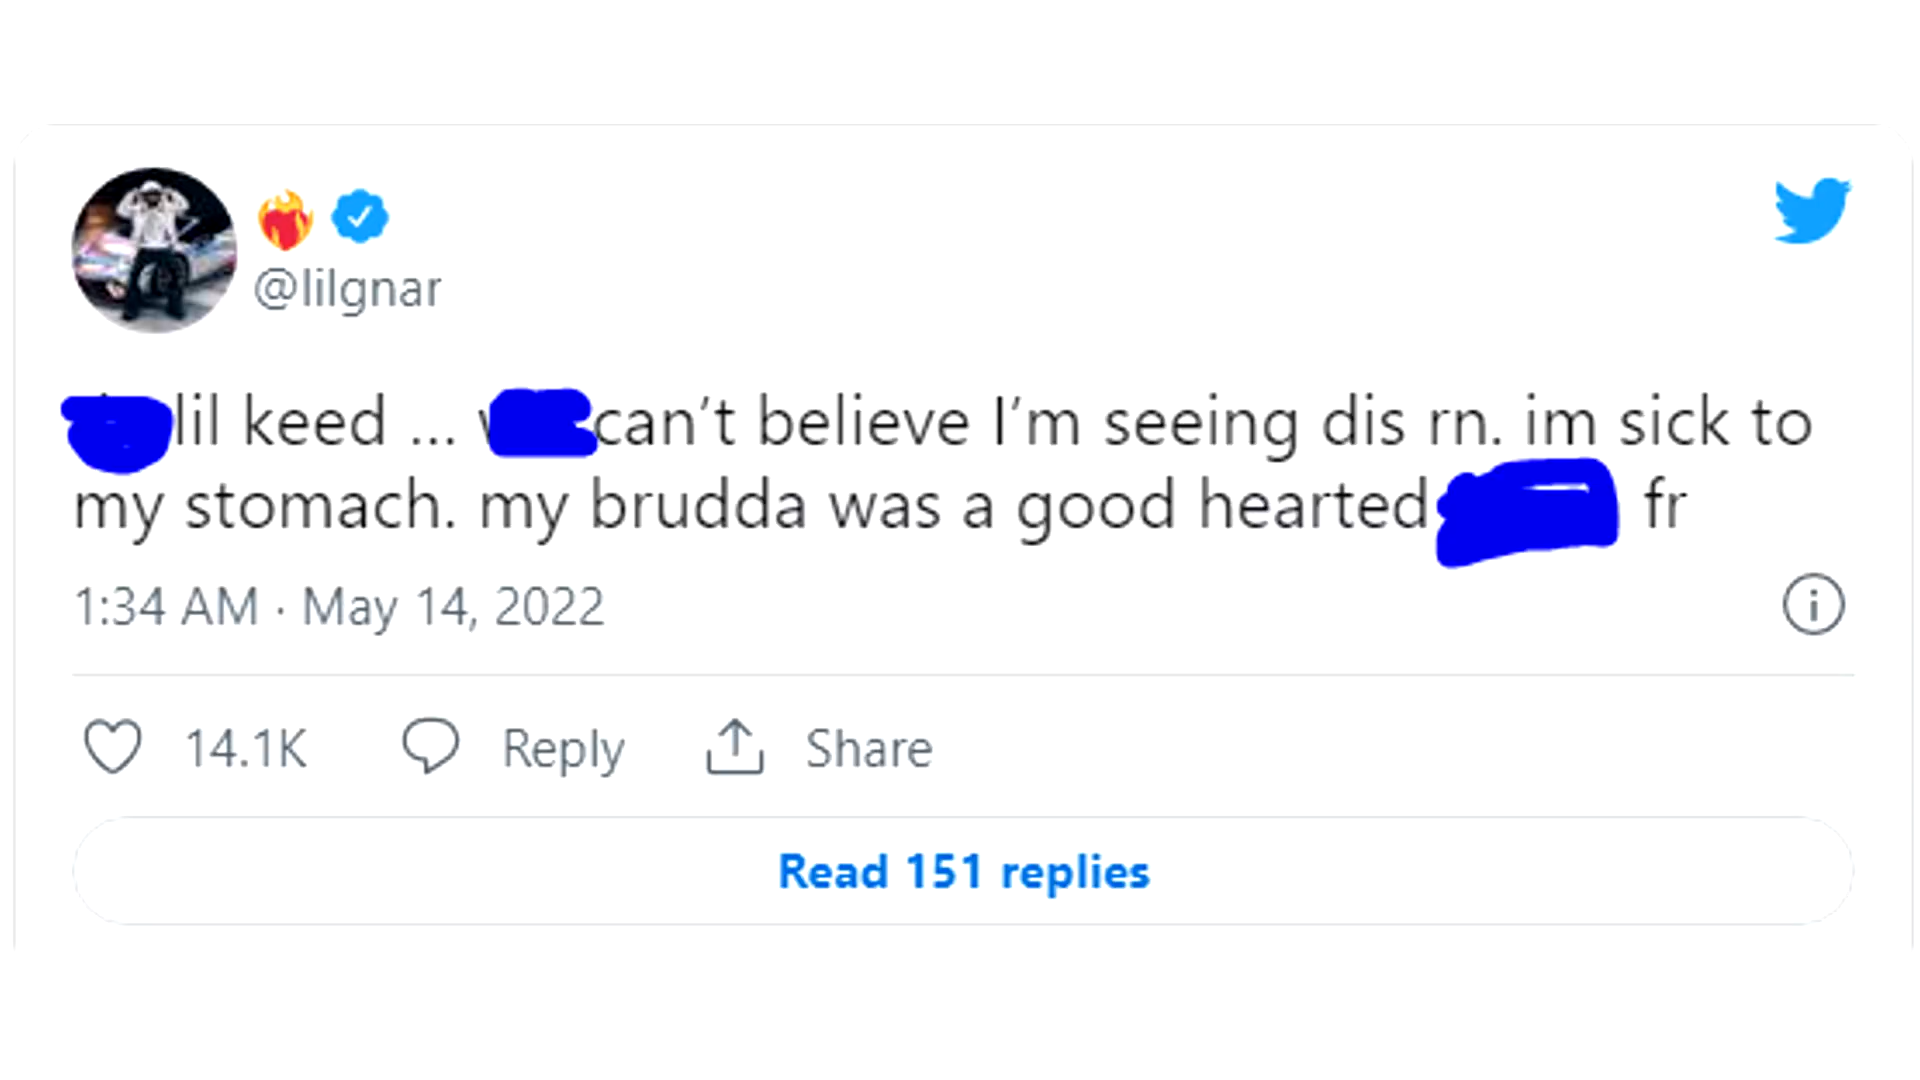 @lilgnar
lil keed ... can't believe I'm seeing dis rn. im sick to
my stomach. my brudda was a good hearted fr
1:34 AM · May 14, 2022
14.1K Reply Share
Read 151 replies